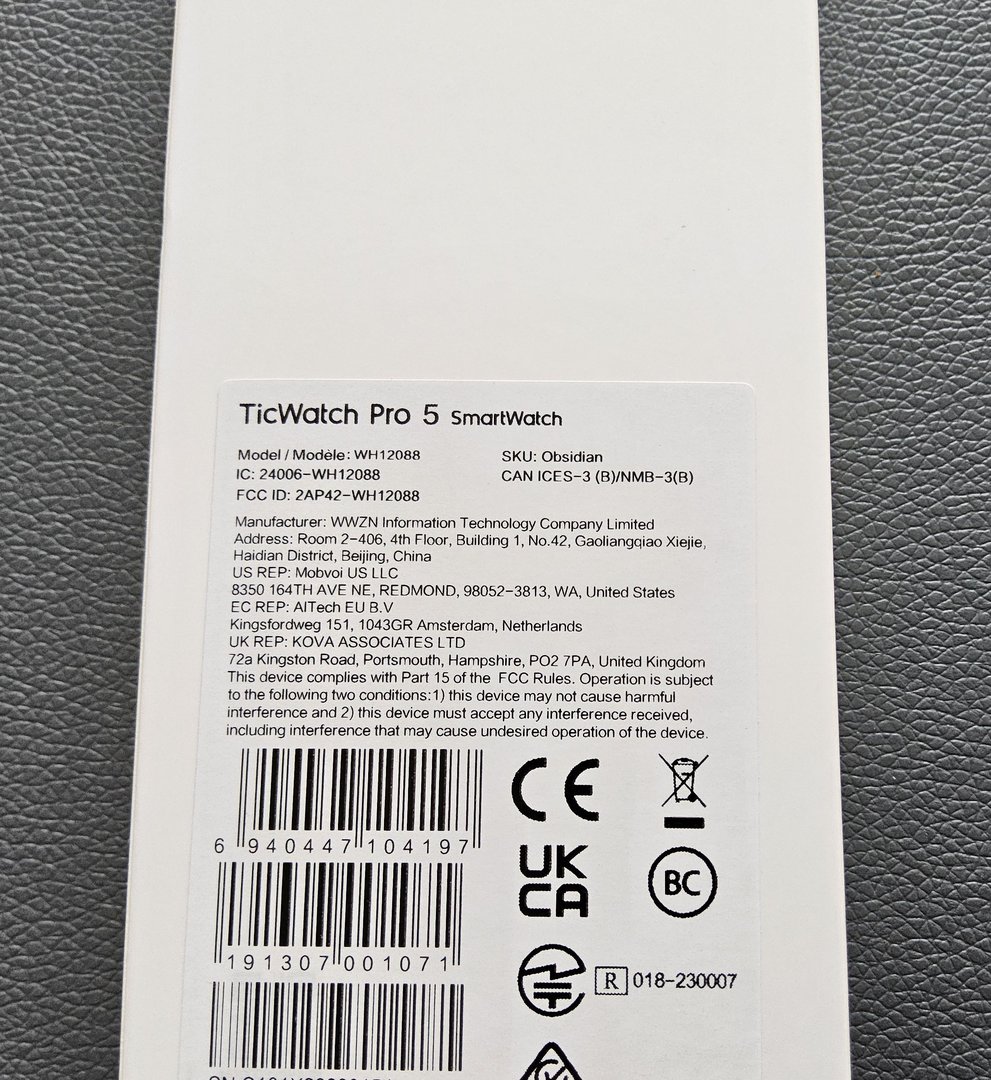 TicWatch Pro 5 SmartWatch
Model / Modèle: WH12088 SKU: Obsidian
IC: 24006-WH12088 CAN ICES-3 (B)/NMB-3(B)
FCC ID: 2AP42-WH12088
Manufacturer: WWZN Information Technology Company Limited
Address: Room 2-406, 4th Floor, Building 1, No.42, Gaoliangqiao Xiejie,
Haidian District, Beijing, China
US REP: Mobvoi US LLC
8350 164TH AVE NE, REDMOND, 98052-3813, WA, United States
EC REP: AITech EU B.V
Kingsfordweg 151, 1043GR Amsterdam, Netherlands
UK REP: KOVA ASSOCIATES LTD
72a Kingston Road, Portsmouth, Hampshire, PO2 7PA, United Kingdom
This device complies with Part 15 of the FCC Rules. Operation is subject
to the following two conditions:1) this device may not cause harmful
interference and 2) this device must accept any interference received,
including interference that may cause undesired operation of the device.
CE
6 940447 104197
UK
CA
BC
191307 001071
R 018-230007